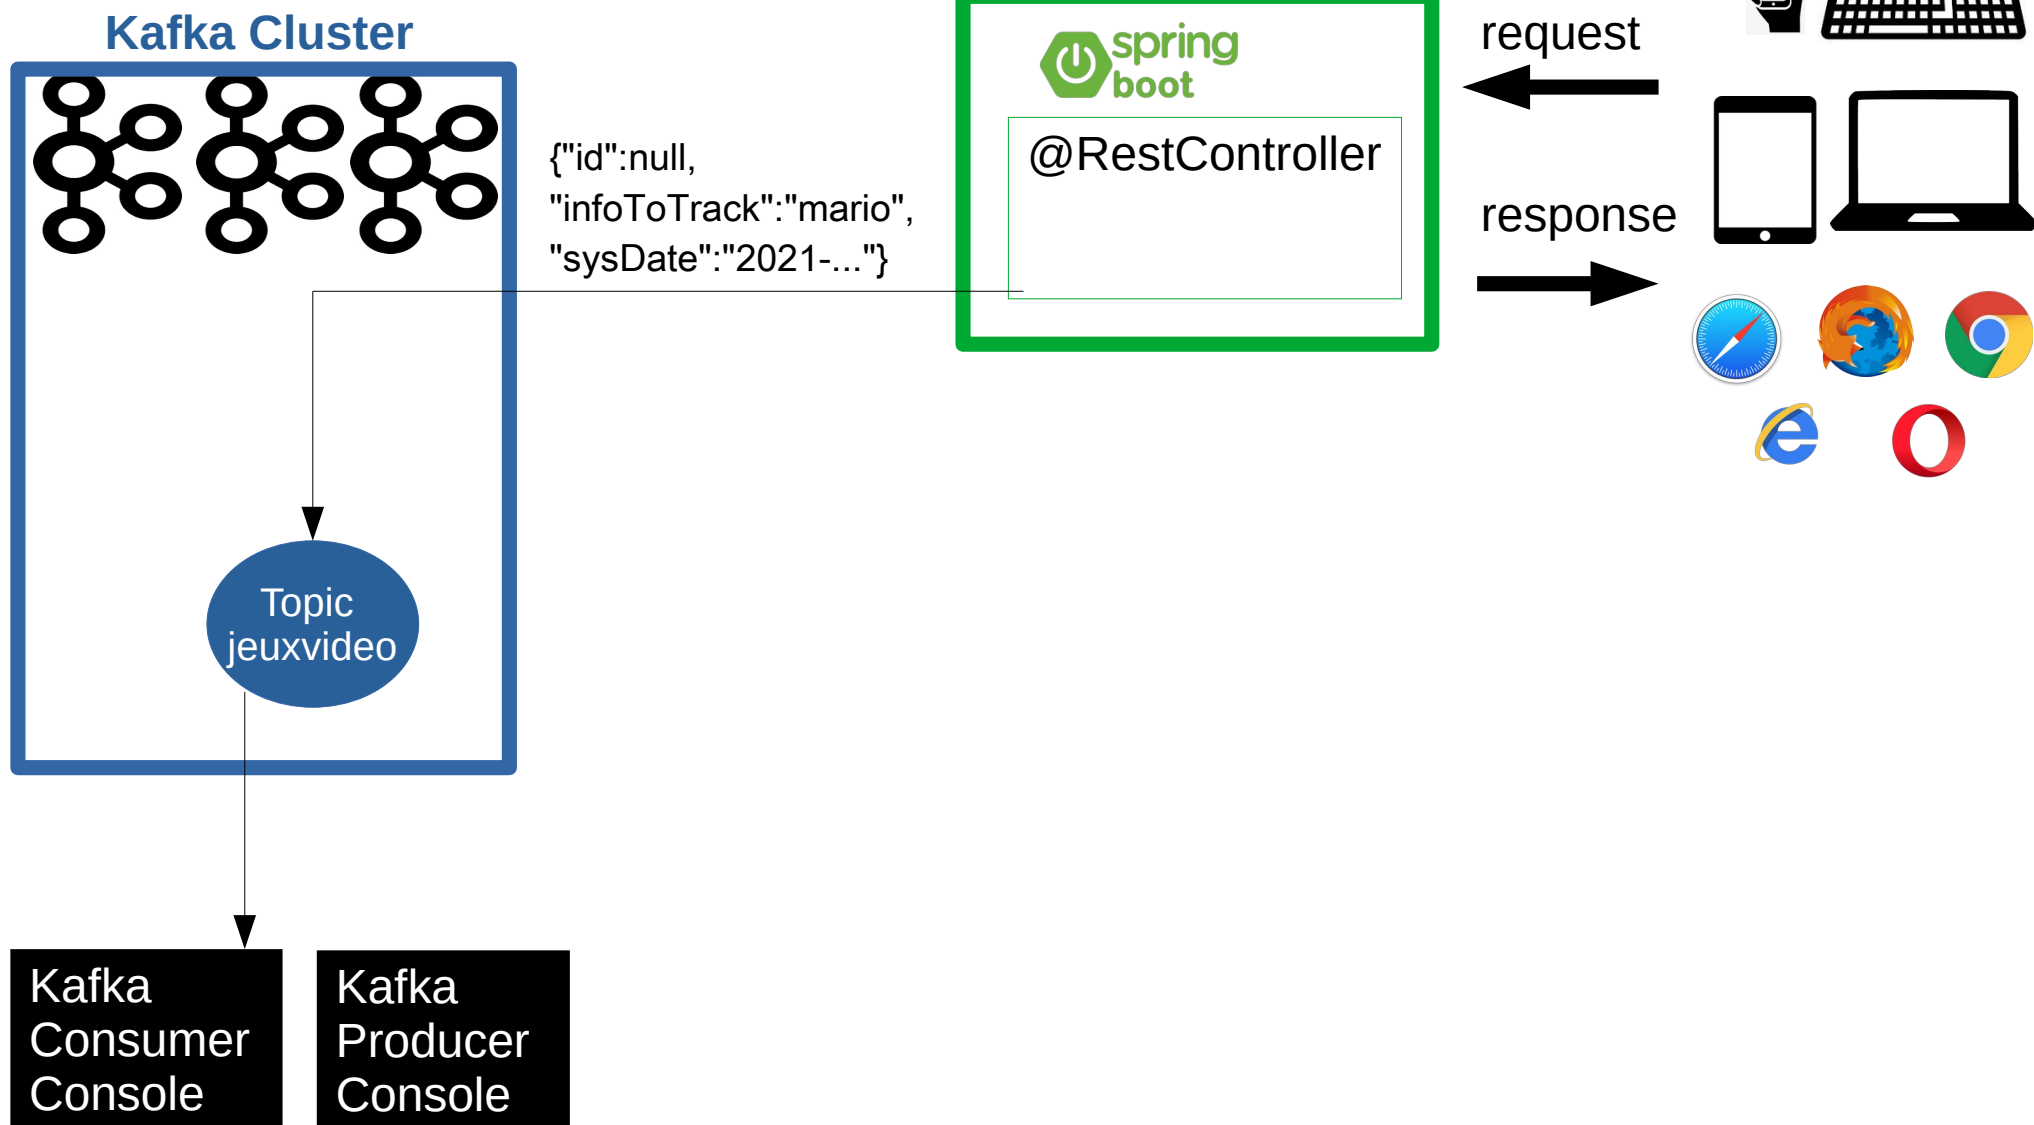 Kafka Cluster
{"id":null,
"infoToTrack":"mario",
"sysDate":"2021-..."}
spring
boot
@RestController
request
response
Topic
jeuxvideo
Kafka
Consumer
Console
Kafka
Producer
Console